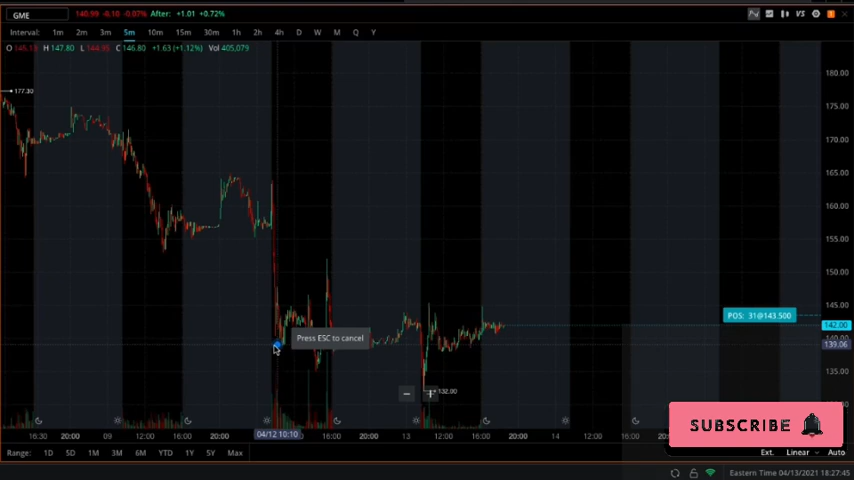 GME 140.99 -0.10 -0.07% After: +1.01 +0.72%
Interval: 1m 2m 3m 5m 10m 15m 30m 1h 2h 4h D W M Q Y
O 145.19 H 147.80 L 144.95 C 146.80 +1.63 (+1.12%) Vol 405,079
180.00
177.30
175.00
170.00
165.00
160.00
155.00
150.00
145.00
POS: 31@143.500
142.00
Press ESC to cancel
139.06
135.00
132.00
SUBSCRIBE
16:30 20:00 09 12:00 16:00 20:00 04/12 10:10 16:00 20:00 13 12:00 16:00 20:00 14 12:00 16:00 20:00
Range: 1D 5D 1M 3M 6M YTD 1Y 5Y Max Ext. Linear Auto
Eastern Time 04/13/2021 18:27:45